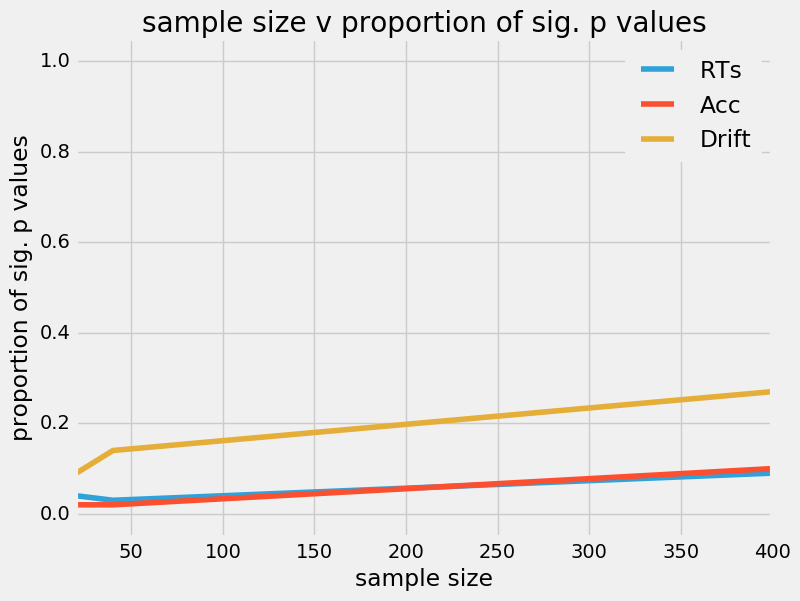 sample size v proportion of sig. p values
RTs
Acc
Drift
proportion of sig. p values
1.0
0.8
0.6
0.4
0.2
0.0
50 100 150 200 250 300 350 400
sample size